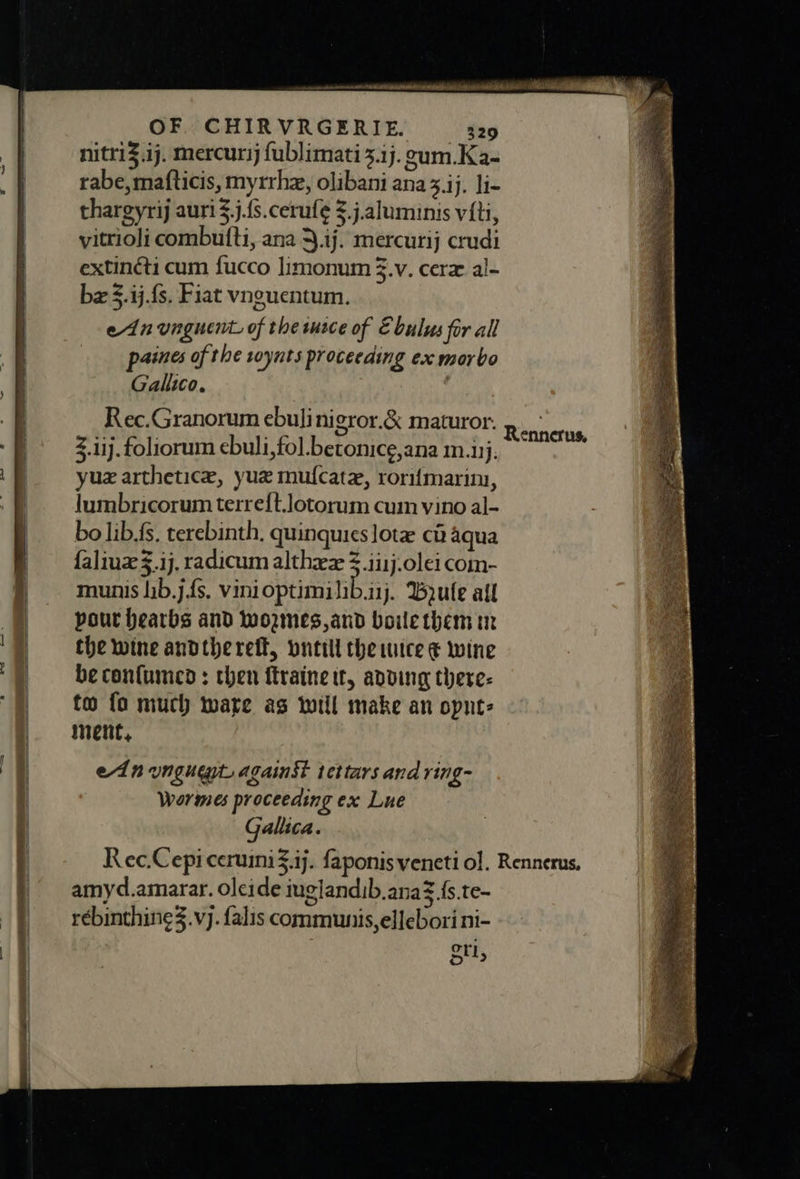 OF CHIRVRGERIE. 329
nitri℥.ij. mercurij ſublimati ʒ.ij. gum.Ka-
rabe,maſticis, myrrhæ, olibani ana ʒ.ij. li-
thargyrij auri ℥.j.ſs.ceruſe ℥.j.aluminis vſti,
vitrioli combuſti, ana ℈.ij. mercurij crudi
extincti cum ſucco limonum ℥.v. ceræ al-
bæ ℥.ij.ſs. Fiat vnguentum.
An vnguent. of the iuice of Ebulus for all
paines of the ioynts proceeding ex morbo
Gallico.
Rec.Granorum ebuli nigror.& maturor. Rennerus.
℥.iij. foliorum ebuli,fol.betonicę,ana m.iij.
yuæ artheticæ, yuæ muſcatæ, roriſmarini,
lumbricorum terreſt.lotorum cum vino al-
bo lib.ſs. terebinth. quinquies lotæ cũ aqua
ſaliuæ ℥.ij. radicum altheæ ℥.iiij.olei com-
munis lib.j.ſs. vini optimi lib.iij. Bꝛuſe all
your hearbs and woꝛmes,and boile them in
the wine and the reſt, vntill the iuice & wine
be conſumed : then ſtraine it, adding there-
to ſo much ware as will make an oynt-
ment.
An vnguent. againſt tettars and ring-
wormes proceeding ex Lue
Gallica.
Rec.Cepi ceruini ℥.ij. ſaponis veneti ol. Rennerus.
amyd.amarar. olei de iuglandib.ana ℥.ſs.te-
rébinthinę ℥.vj. ſalis communis,ellebori ni-
gri,